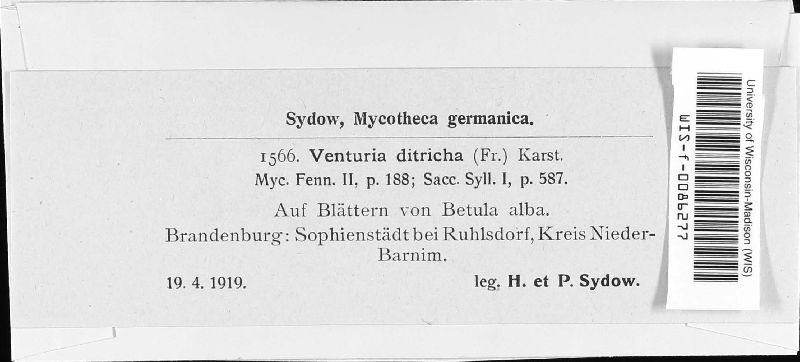 Sydow, Mycotheca germanica.
1566. Venturia ditricha (Fr.) Karst.
Myc. Fenn. II, p. 188; Sacc. Syll. I, p. 587.
Auf Blättern von Betula alba.
Brandenburg: Sophienstädt bei Ruhlsdorf, Kreis Nieder-
Barnim.
19. 4. 1919. leg. H. et P. Sydow.
University of Wisconsin-Madison (WIS)
WIS-f-0089277